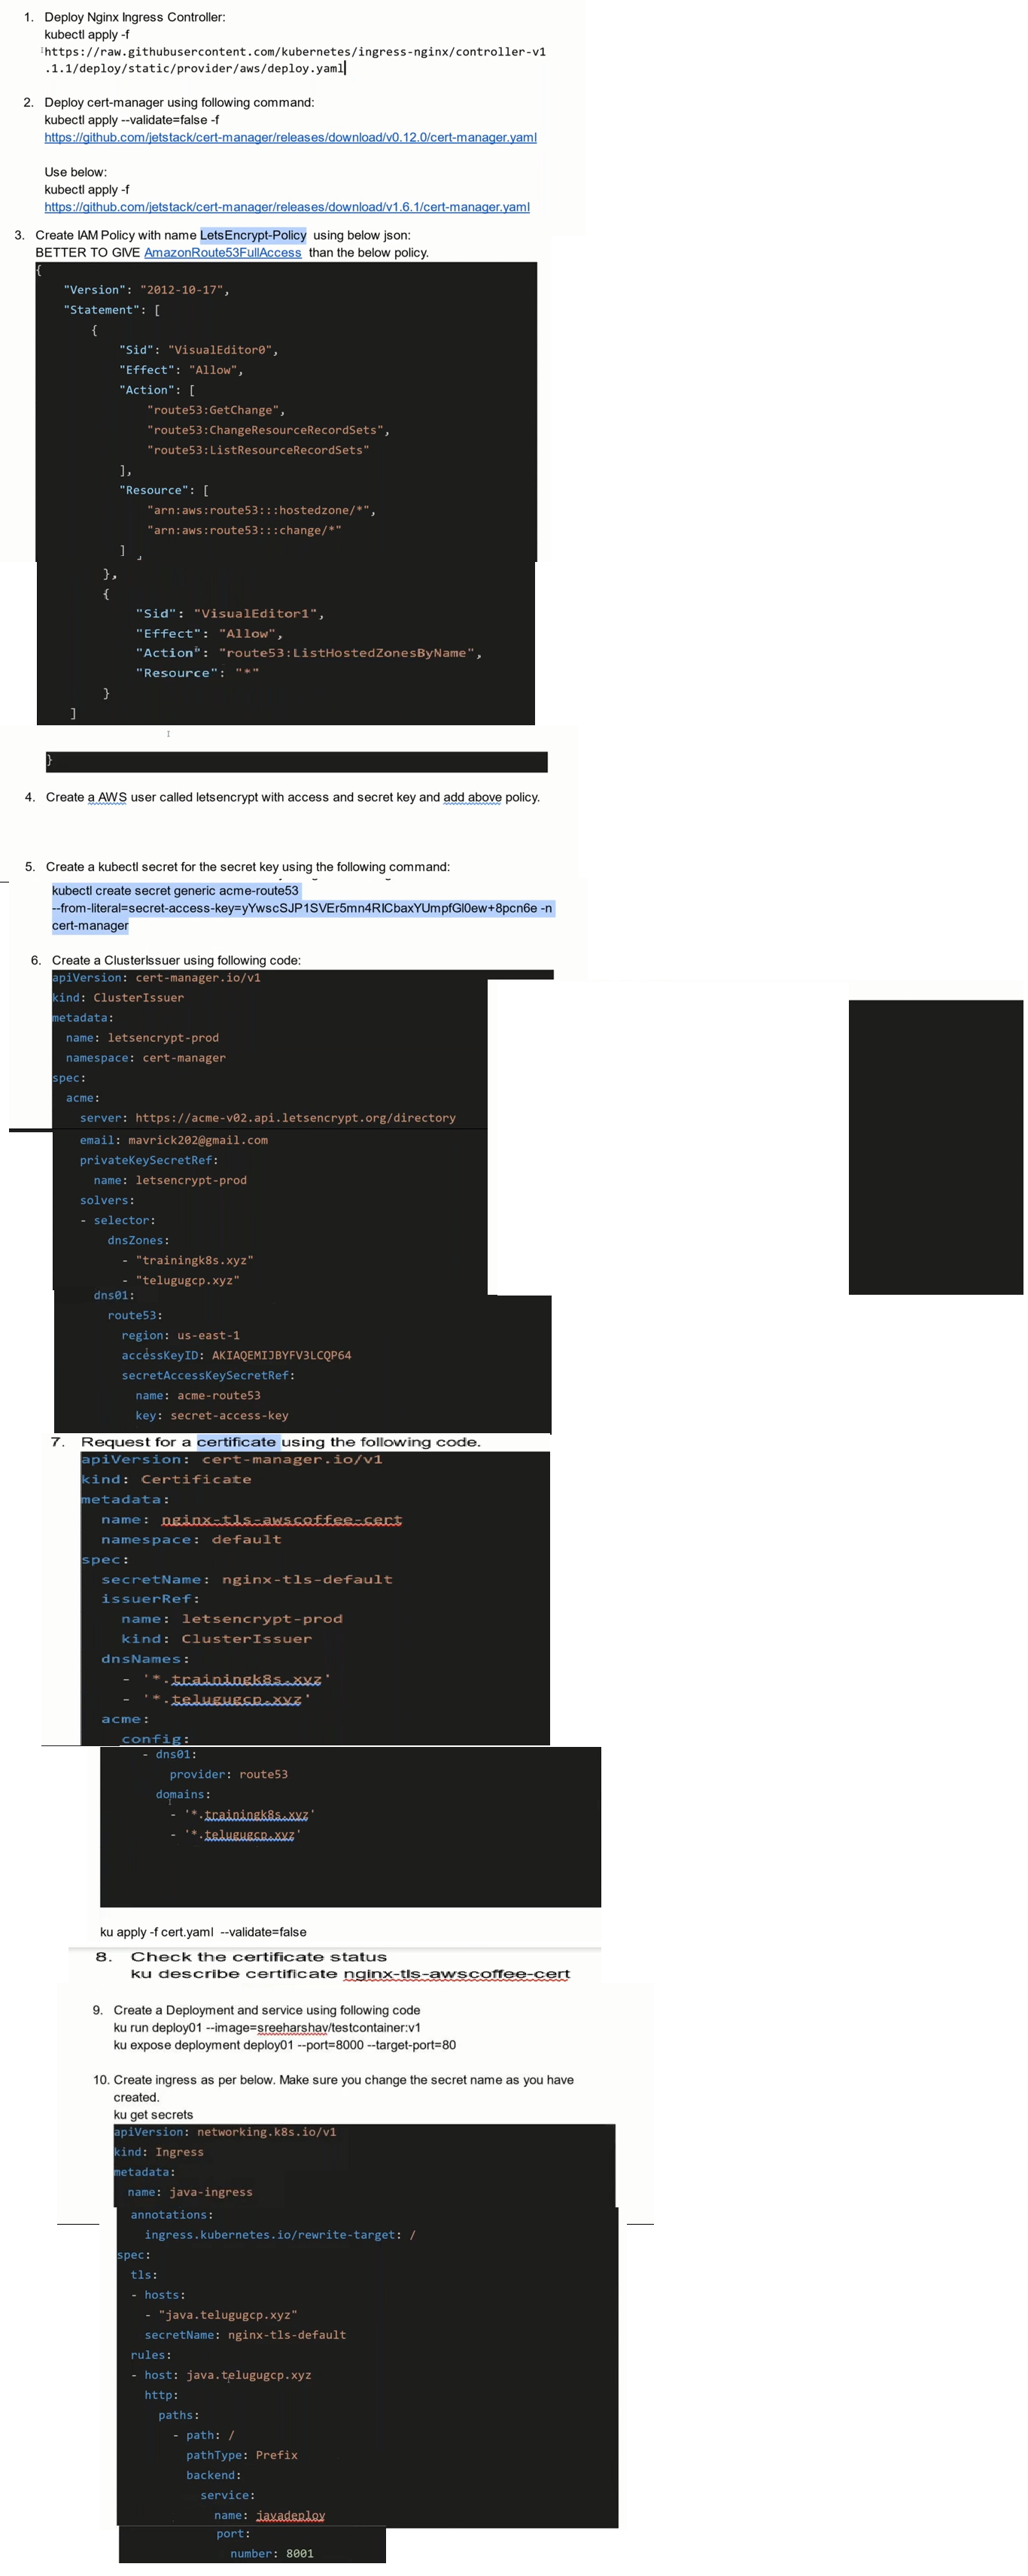 1. Deploy Nginx Ingress Controller:
kubectl apply -f
https://raw.githubusercontent.com/kubernetes/ingress-nginx/controller-v1
.1.1/deploy/static/provider/aws/deploy.yaml
2. Deploy cert-manager using following command:
kubectl apply --validate=false -f
https://github.com/jetstack/cert-manager/releases/download/v0.12.0/cert-manager.yaml
Use below:
kubectl apply -f
https://github.com/jetstack/cert-manager/releases/download/v1.6.1/cert-manager.yaml
3. Create IAM Policy with name LetsEncrypt-Policy using below json:
BETTER TO GIVE AmazonRoute53FullAccess than the below policy.
{
"Version": "2012-10-17",
"Statement": [
{
"Sid": "VisualEditor0",
"Effect": "Allow",
"Action": [
"route53:GetChange",
"route53:ChangeResourceRecordSets",
"route53:ListResourceRecordSets"
],
"Resource": [
"arn:aws:route53:::hostedzone/*",
"arn:aws:route53:::change/*"
]
},
{
"Sid": "VisualEditor1",
"Effect": "Allow",
"Action": "route53:ListHostedZonesByName",
"Resource": "*"
}
]
}
4. Create a AWS user called letsencrypt with access and secret key and add above policy.
5. Create a kubectl secret for the secret key using the following command:
kubectl create secret generic acme-route53
--from-literal=secret-access-key=yYwscSJP1SVEr5mn4RICbaxYUmpfGl0ew+8pcn6e -n
cert-manager
6. Create a ClusterIssuer using following code:
apiVersion: cert-manager.io/v1
kind: ClusterIssuer
metadata:
name: letsencrypt-prod
namespace: cert-manager
spec:
acme:
server: https://acme-v02.api.letsencrypt.org/directory
email: mavrick202@gmail.com
privateKeySecretRef:
name: letsencrypt-prod
solvers:
- selector:
dnsZones:
- "trainingk8s.xyz"
- "telugugcp.xyz"
dns01:
route53:
region: us-east-1
accessKeyID: AKIAQEMIJBYFV3LCQP64
secretAccessKeySecretRef:
name: acme-route53
key: secret-access-key
7. Request for a certificate using the following code.
apiVersion: cert-manager.io/v1
kind: Certificate
metadata:
name: nginx-tls-awscoffee-cert
namespace: default
spec:
secretName: nginx-tls-default
issuerRef:
name: letsencrypt-prod
kind: ClusterIssuer
dnsNames:
- '*.trainingk8s.xyz'
- '*.telugugcp.xyz'
acme:
config:
- dns01:
provider: route53
domains:
- '*.trainingk8s.xyz'
- '*.telugugcp.xyz'
ku apply -f cert.yaml --validate=false
8. Check the certificate status
ku describe certificate nginx-tls-awscoffee-cert
9. Create a Deployment and service using following code
ku run deploy01 --image=sreeharshav/testcontainer:v1
ku expose deployment deploy01 --port=8000 --target-port=80
10. Create ingress as per below. Make sure you change the secret name as you have
created.
ku get secrets
apiVersion: networking.k8s.io/v1
kind: Ingress
metadata:
name: java-ingress
annotations:
ingress.kubernetes.io/rewrite-target: /
spec:
tls:
- hosts:
- "java.telugugcp.xyz"
secretName: nginx-tls-default
rules:
- host: java.telugugcp.xyz
http:
paths:
- path: /
pathType: Prefix
backend:
service:
name: javadeploy
port:
number: 8001